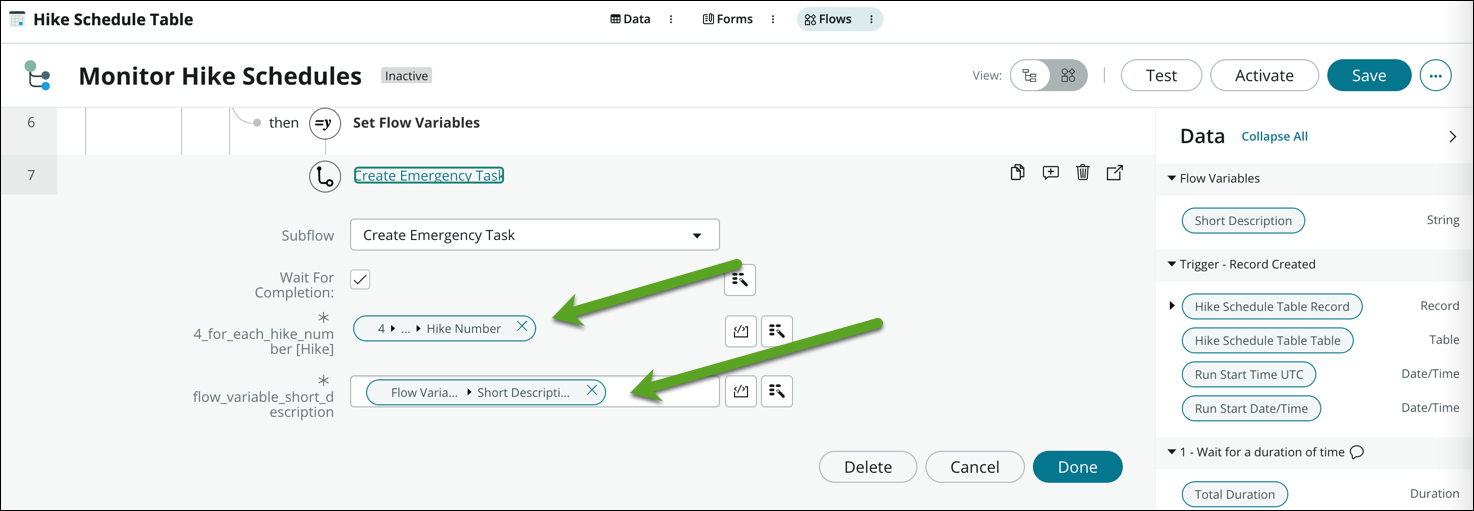 Hike Schedule Table
Data
Forms
Flows
Monitor Hike Schedules
Inactive
View:
Test
Activate
Save
6
then
=y
Set Flow Variables
7
Create Emergency Task
Subflow
Create Emergency Task
Wait For
Completion:
4_for_each_hike_num
ber [Hike]
4 ... Hike Number
flow_variable_short_d
escription
Flow Varia... Short Descripti...
Delete
Cancel
Done
Data
Collapse All
Flow Variables
Short Description String
Trigger - Record Created
Hike Schedule Table Record Record
Hike Schedule Table Table Table
Run Start Time UTC Date/Time
Run Start Date/Time Date/Time
1 - Wait for a duration of time
Total Duration Duration